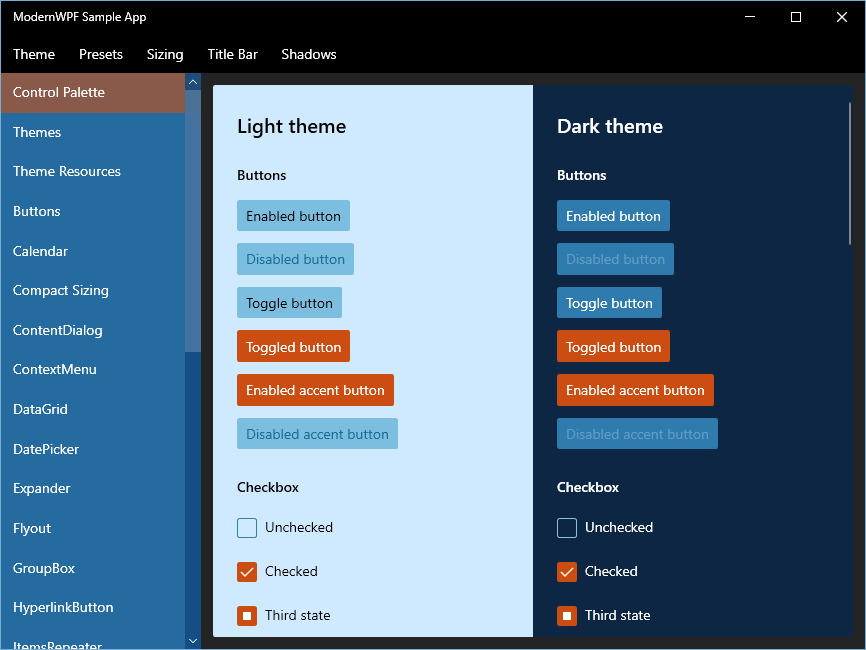 ModernWPF Sample App
Theme Presets Sizing Title Bar Shadows
Control Palette
Themes
Theme Resources
Buttons
Calendar
Compact Sizing
ContentDialog
ContextMenu
DataGrid
DatePicker
Expander
Flyout
GroupBox
HyperlinkButton
ItemsRepeater
Light theme
Buttons
Enabled button
Disabled button
Toggle button
Toggled button
Enabled accent button
Disabled accent button
Checkbox
Unchecked
Checked
Third state
Dark theme
Buttons
Enabled button
Disabled button
Toggle button
Toggled button
Enabled accent button
Disabled accent button
Checkbox
Unchecked
Checked
Third state